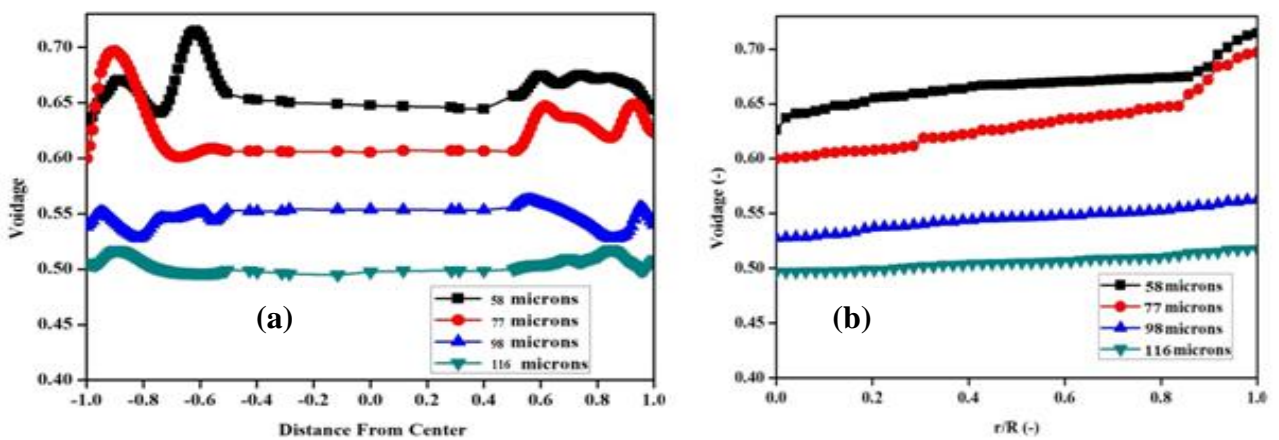 Voidage
0.70
0.65
0.60
0.55
0.50
0.45
0.40
-1.0 -0.8 -0.6 -0.4 -0.2 0.0 0.2 0.4 0.6 0.8 1.0
Distance From Center
(a)
58 microns
77 microns
98 microns
116 microns
Voidage (-)
0.70
0.65
0.60
0.55
0.50
0.45
0.40
0.0 0.2 0.4 0.6 0.8 1.0
r/R (-)
(b)
58 microns
77 microns
98 microns
116 microns